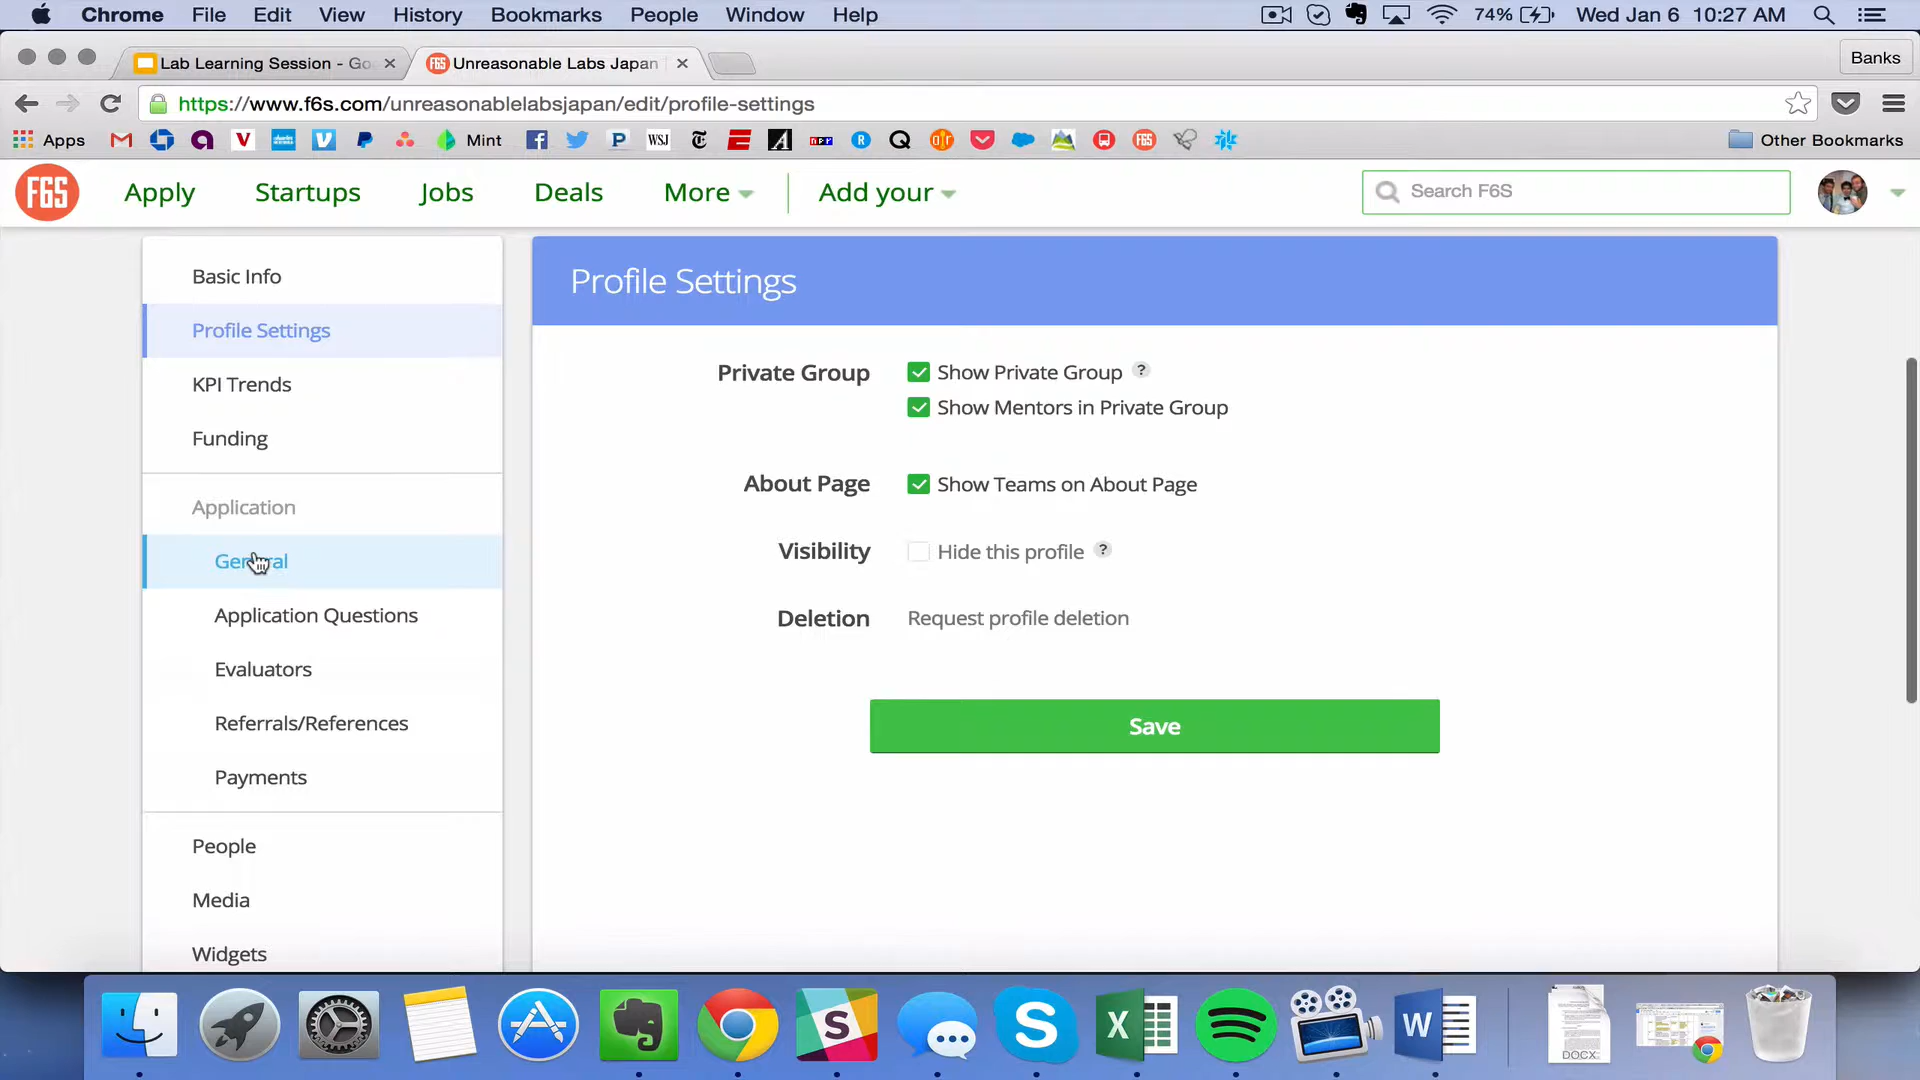 Chrome File Edit View History Bookmarks People Window Help 74% Wed Jan 6 10:27 AM
Lab Learning Session - Go
F6S Unreasonable Labs Japan
Banks
https://www.f6s.com/unreasonablelabsjapan/edit/profile-settings
Apps Mint WSJ npr Other Bookmarks
F6S Apply Startups Jobs Deals More Add your Search F6S
Basic Info
Profile Settings
KPI Trends
Funding
Application
General
Application Questions
Evaluators
Referrals/References
Payments
People
Media
Widgets
Profile Settings
Private Group Show Private Group ?
Show Mentors in Private Group
About Page Show Teams on About Page
Visibility Hide this profile ?
Deletion Request profile deletion
Save
DOCX